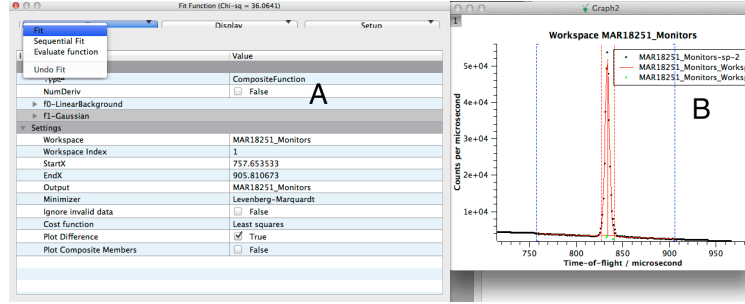 Fit Function (Chi-sq = 36.0641)
Display
Setup
Fit
Sequential Fit
Evaluate function
Undo Fit
Value
Type CompositeFunction
NumDeriv False
f0-LinearBackground
f1-Gaussian
Settings
Workspace MAR18251_Monitors
Workspace Index 1
StartX 757.653533
EndX 905.810673
Output MAR18251_Monitors
Minimizer Levenberg-Marquardt
Ignore invalid data False
Cost function Least squares
Plot Difference True
Plot Composite Members False
A
Graph2
1
Workspace MAR18251_Monitors
MAR18251_Monitors-sp-2
MAR18251_Monitors_Works
MAR18251_Monitors_Works
B
Counts per microsecond
5e+04
4e+04
3e+04
2e+04
1e+04
750 800 850 900 950
Time-of-flight / microsecond